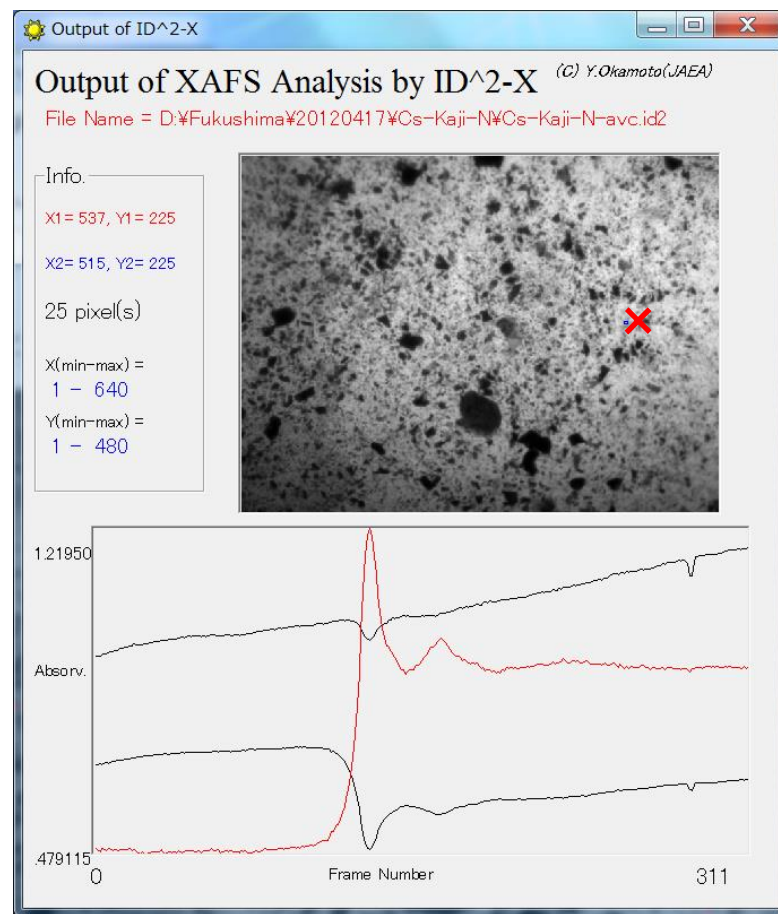 Output of ID^2-X
Output of XAFS Analysis by ID^2-X (C) Y.Okamoto(JAEA)
File Name = D:¥Fukushima¥20120417¥Cs-Kaji-N¥Cs-Kaji-N-avc.id2
Info.
X1= 537, Y1= 225
X2= 515, Y2= 225
25 pixel(s)
X(min-max) =
1 - 640
Y(min-max) =
1 - 480
1.21950
Absorv.
.479115
0 Frame Number 311